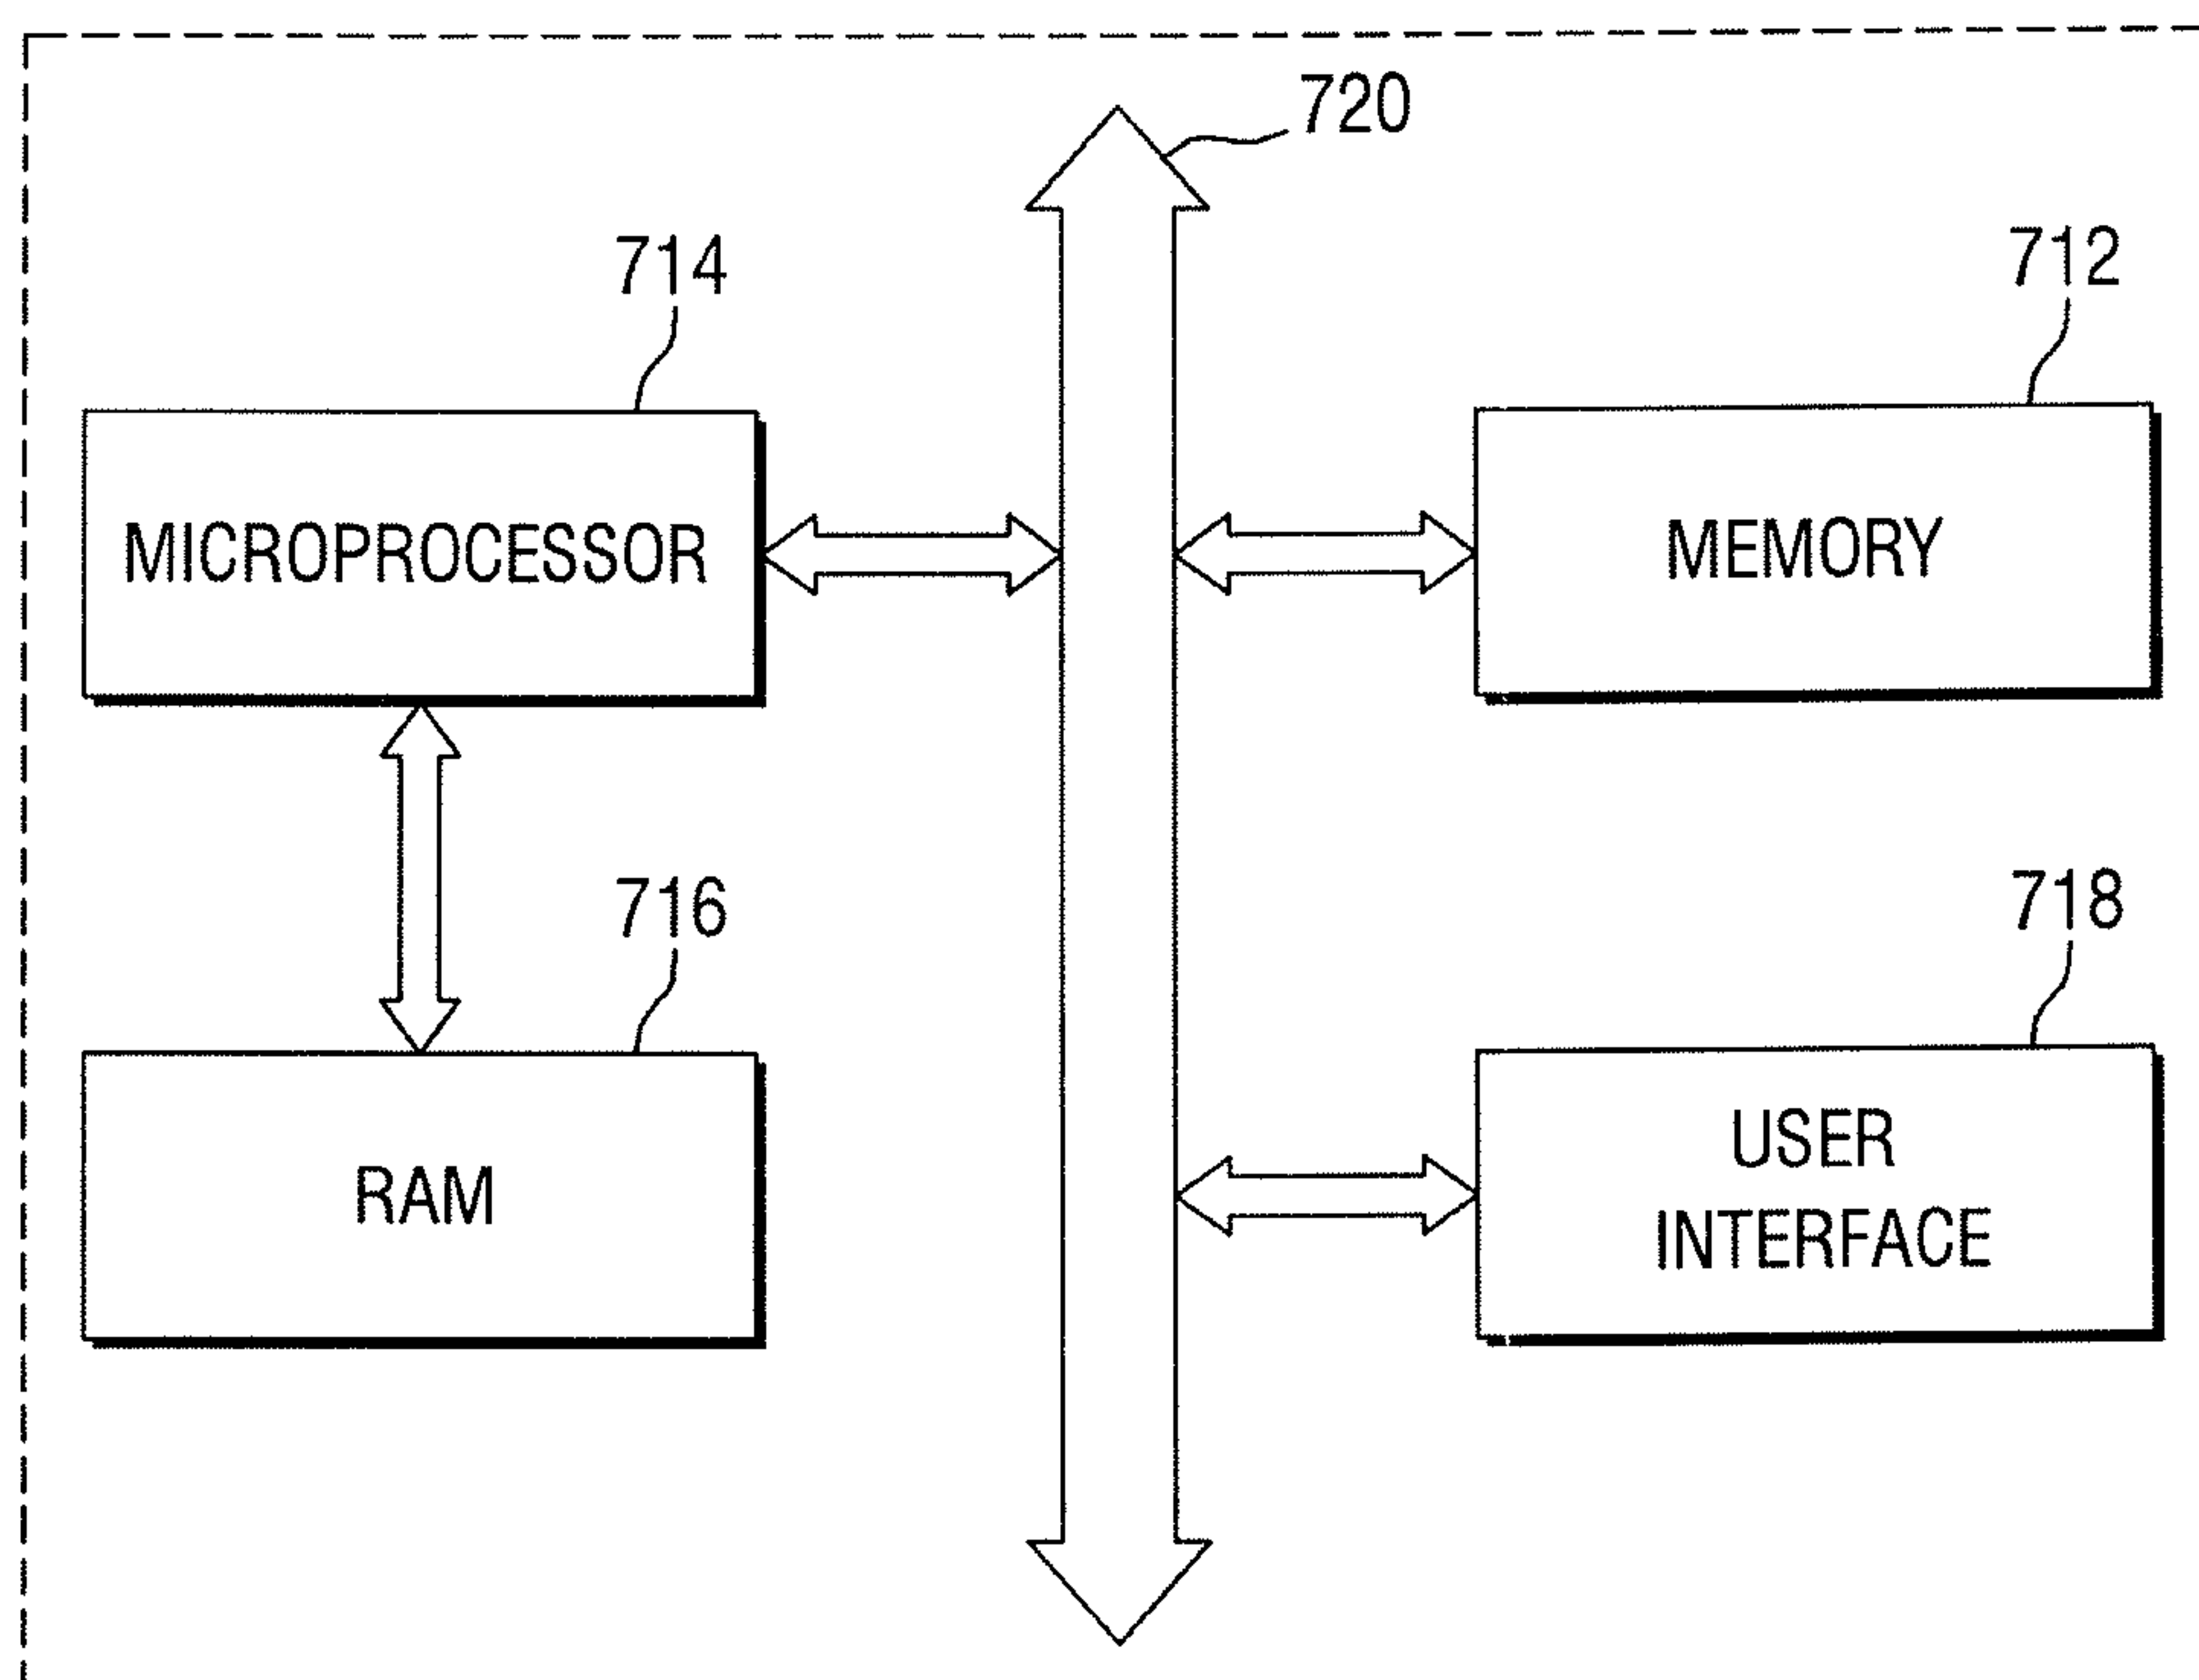 720
714
712
MICROPROCESSOR
MEMORY
716
718
RAM
USER
INTERFACE